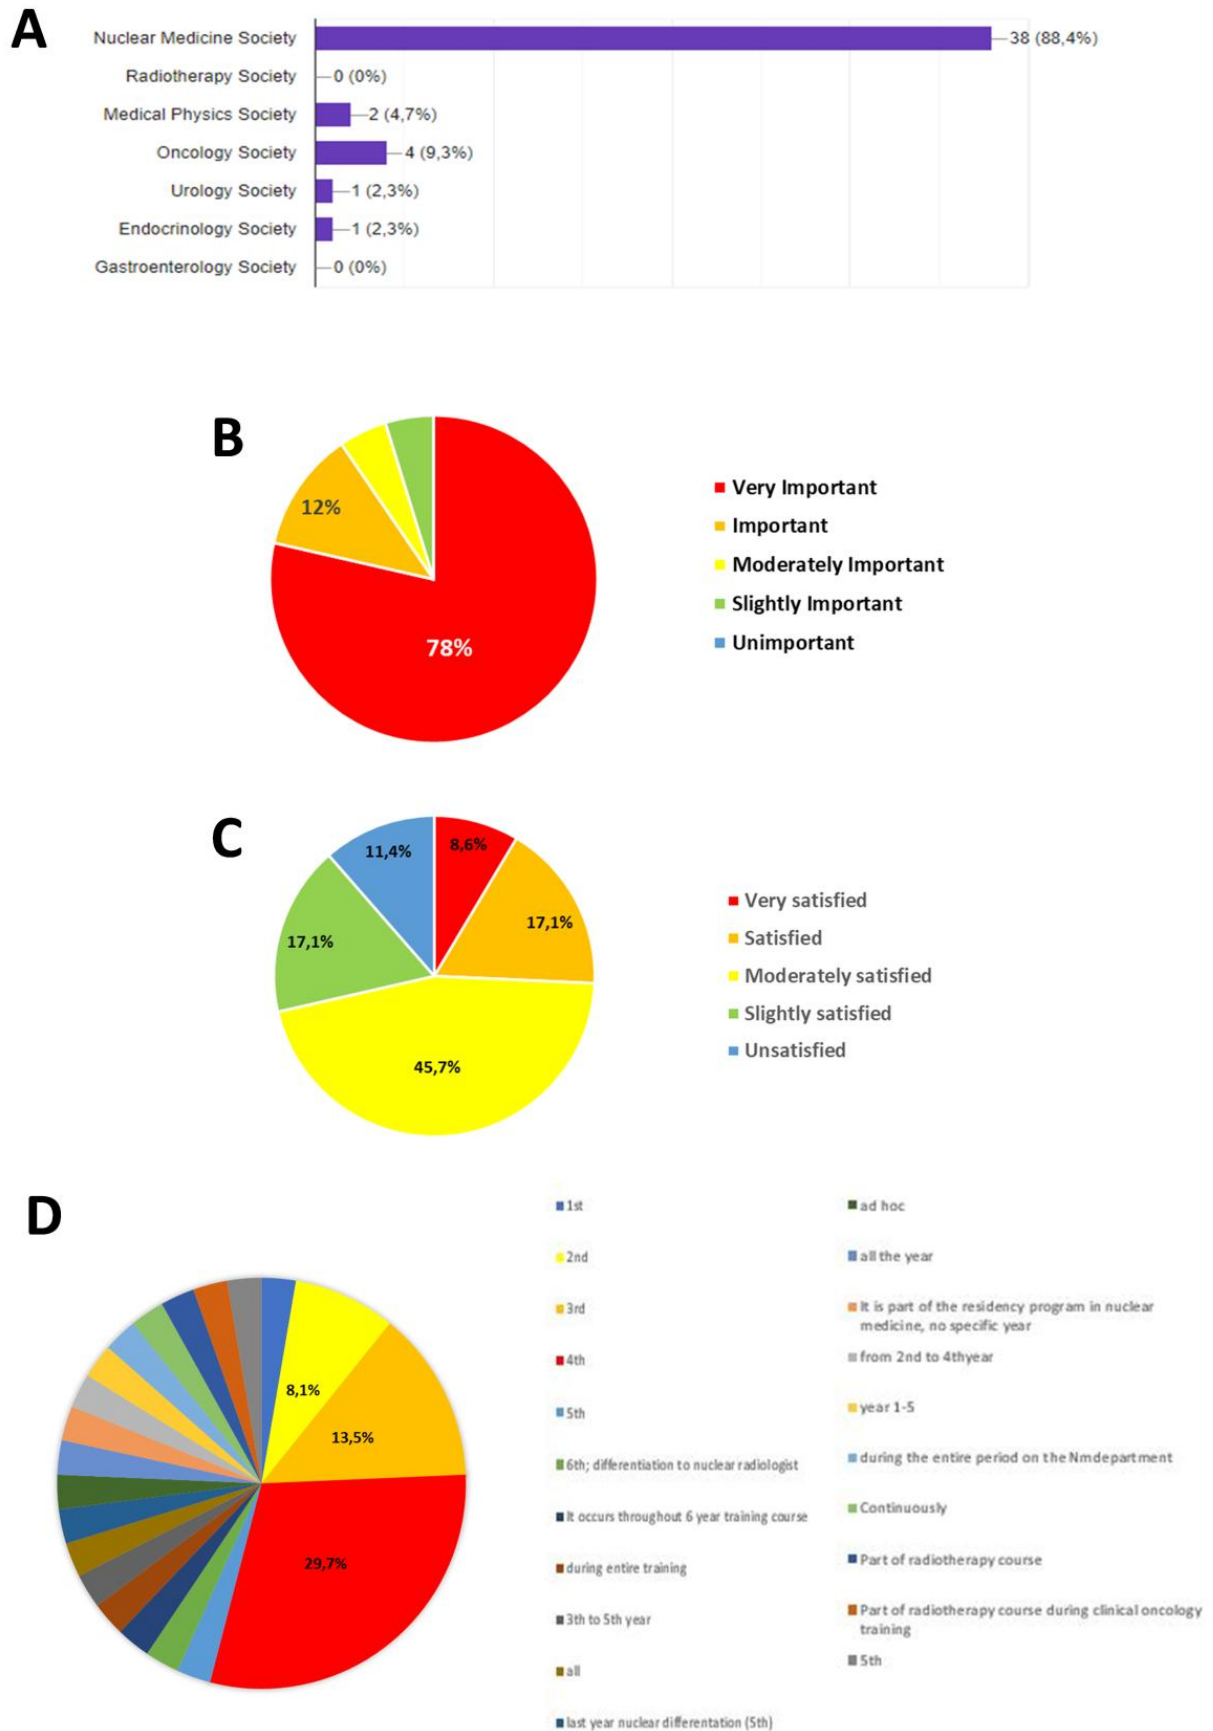 A
Nuclear Medicine Society
38 (88,4%)
Radiotherapy Society
0 (0%)
Medical Physics Society
2 (4,7%)
Oncology Society
4 (9,3%)
Urology Society
1 (2,3%)
Endocrinology Society
1 (2,3%)
Gastroenterology Society
0 (0%)
B
12%
78%
Very Important
Important
Moderately Important
Slightly Important
Unimportant
C
11,4%
8,6%
17,1%
17,1%
45,7%
Very satisfied
Satisfied
Moderately satisfied
Slightly satisfied
Unsatisfied
D
8,1%
13,5%
29,7%
1st
2nd
3rd
4th
5th
6th; differentiation to nuclear radiologist
It occurs throughout 6 year training course
during entire training
3th to 5th year
all
last year nuclear differentation (5th)
ad hoc
all the year
It is part of the residency program in nuclear
medicine, no specific year
from 2nd to 4thyear
year 1-5
during the entire period on the Nmdepartment
Continuously
Part of radiotherapy course
Part of radiotherapy course during clinical oncology
training
5th